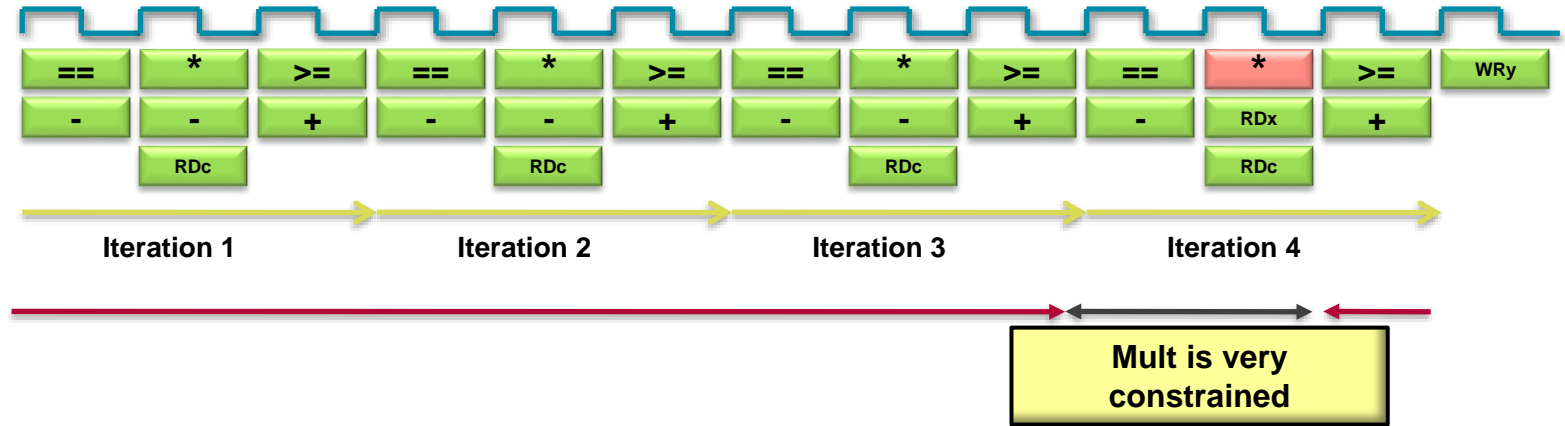 == * >= == * >= == * >= == * >= WRy
- - + - - + - - + - RDx +
RDc RDc RDc RDc
Iteration 1 Iteration 2 Iteration 3 Iteration 4
Mult is very
constrained